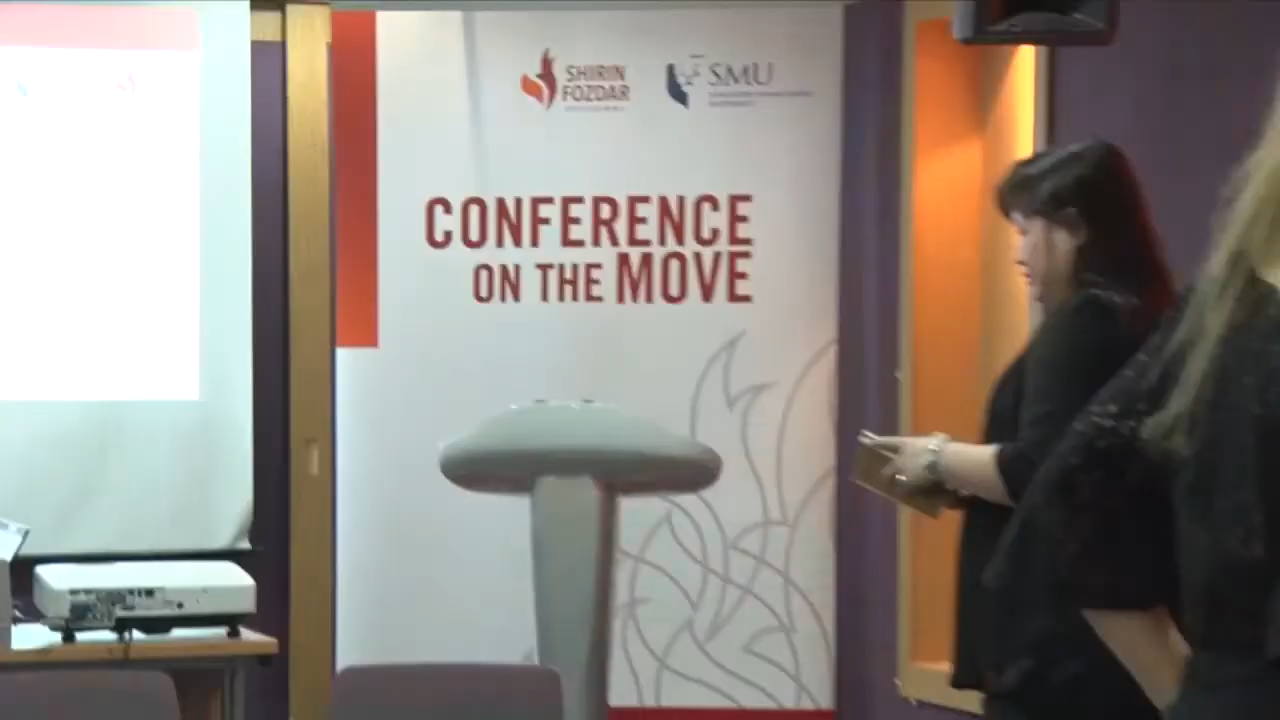 SHIRIN
FOZDAR
SMU
CONFERENCE
ON THE MOVE